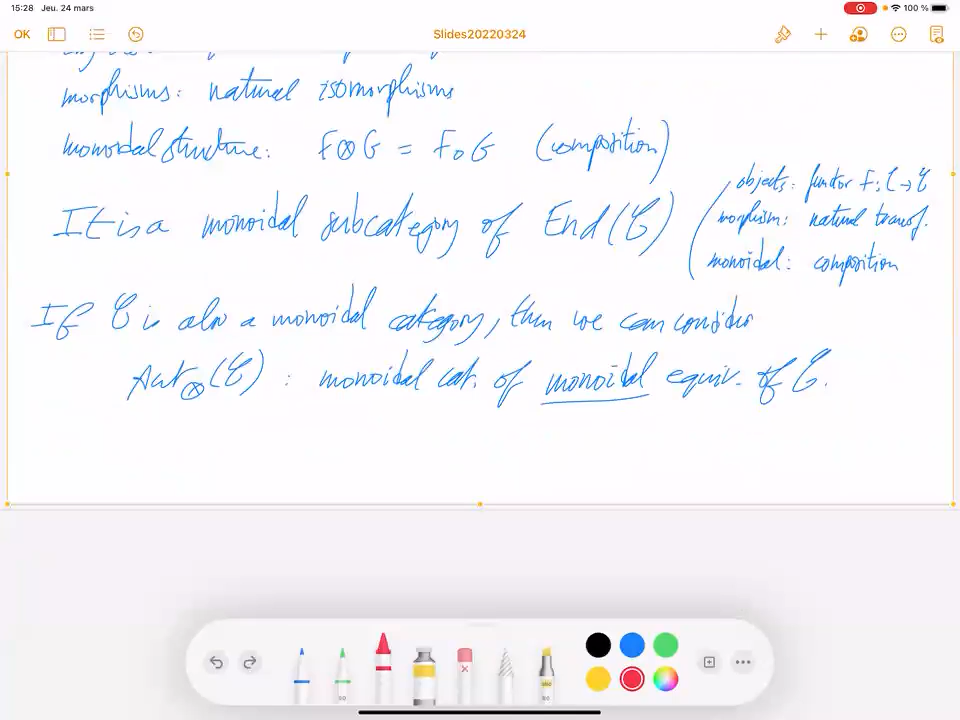 15:28 Jeu. 24 mars
100 %
OK
Slides20220324
morphisms: natural isomorphisms
monoidal structure: F⊗G = F∘G (composition)
objects: functor F: C → C
It is a monoidal subcategory of End(C)
morphism: natural transf.
monoidal: composition
If C is also a monoidal category, then we can consider
Aut⊗(C): monoidal cat. of monoidal equiv. of C.